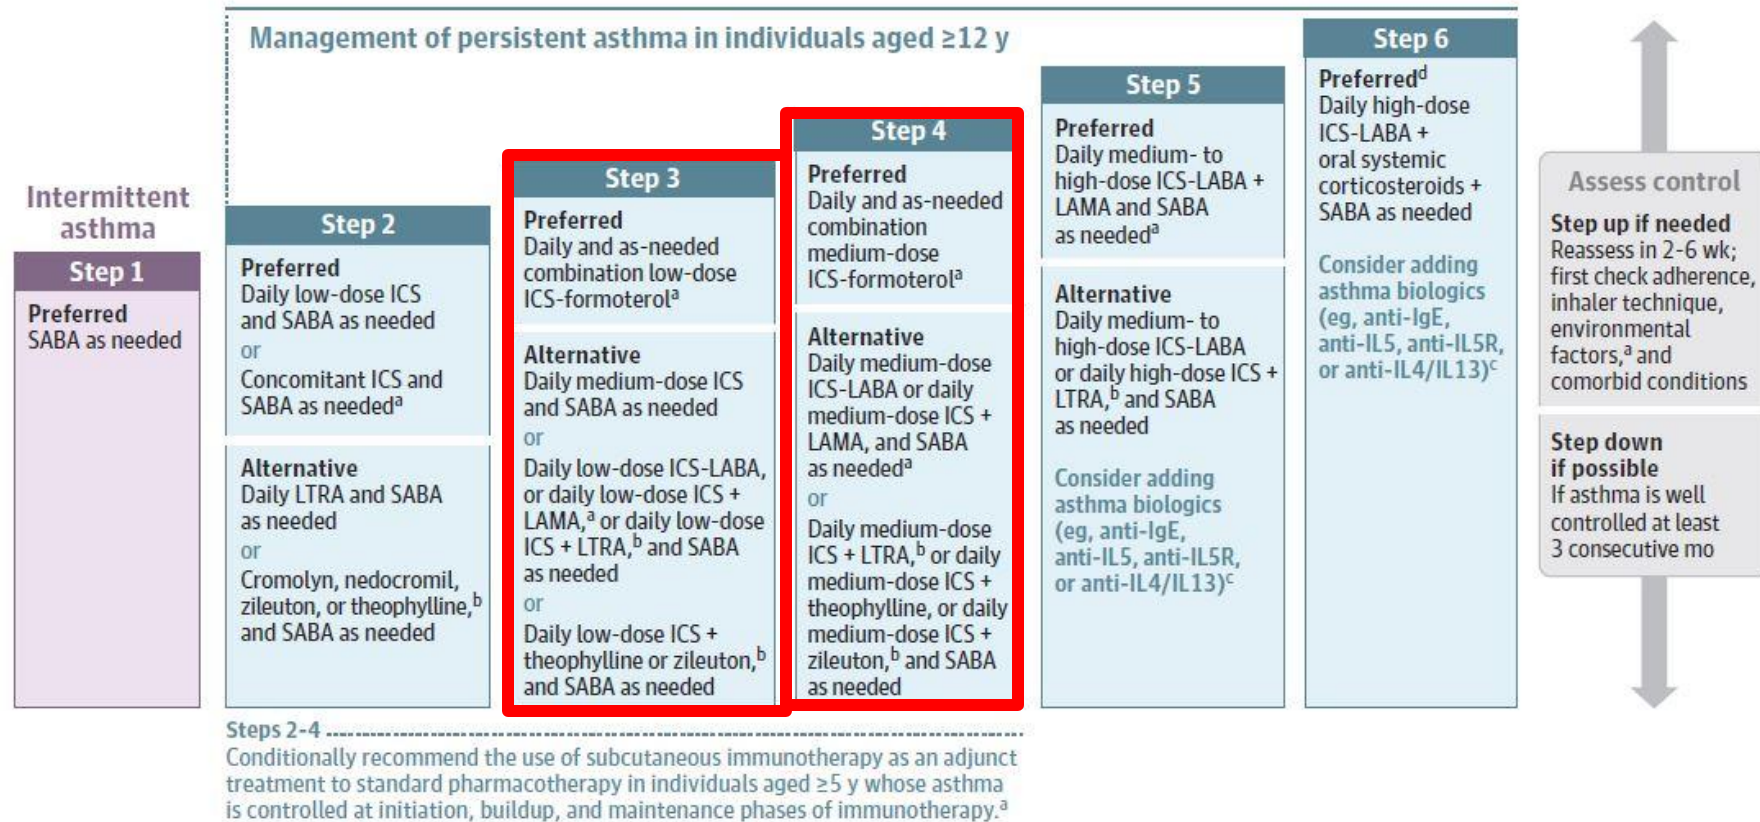 Management of persistent asthma in individuals aged ≥12 y
Intermittent
asthma
Step 1
Preferred
SABA as needed
Step 2
Preferred
Daily low-dose ICS
and SABA as needed
or
Concomitant ICS and
SABA as neededᵃ
Alternative
Daily LTRA and SABA
as needed
or
Cromolyn, nedocromil,
zileuton, or theophylline,ᵇ
and SABA as needed
Step 3
Preferred
Daily and as-needed
combination low-dose
ICS-formoterolᵃ
Alternative
Daily medium-dose ICS
and SABA as needed
or
Daily low-dose ICS-LABA,
or daily low-dose ICS +
LAMA,ᵃ or daily low-dose
ICS + LTRA,ᵇ and SABA
as needed
or
Daily low-dose ICS +
theophylline or zileuton,ᵇ
and SABA as needed
Step 4
Preferred
Daily and as-needed
combination
medium-dose
ICS-formoterolᵃ
Alternative
Daily medium-dose
ICS-LABA or daily
medium-dose ICS +
LAMA, and SABA
as neededᵃ
or
Daily medium-dose
ICS + LTRA,ᵇ or daily
medium-dose ICS +
theophylline, or daily
medium-dose ICS +
zileuton,ᵇ and SABA
as needed
Step 5
Preferred
Daily medium- to
high-dose ICS-LABA +
LAMA and SABA
as neededᵃ
Alternative
Daily medium- to
high-dose ICS-LABA
or daily high-dose ICS +
LTRA,ᵇ and SABA
as needed
Consider adding
asthma biologics
(eg, anti-IgE,
anti-IL5, anti-IL5R,
or anti-IL4/IL13)ᶜ
Step 6
Preferredᵈ
Daily high-dose
ICS-LABA +
oral systemic
corticosteroids +
SABA as needed
Consider adding
asthma biologics
(eg, anti-IgE,
anti-IL5, anti-IL5R,
or anti-IL4/IL13)ᶜ
Assess control
Step up if needed
Reassess in 2-6 wk;
first check adherence,
inhaler technique,
environmental
factors,ᵃ and
comorbid conditions
Step down
if possible
If asthma is well
controlled at least
3 consecutive mo
Steps 2-4
Conditionally recommend the use of subcutaneous immunotherapy as an adjunct
treatment to standard pharmacotherapy in individuals aged ≥5 y whose asthma
is controlled at initiation, buildup, and maintenance phases of immunotherapy.ᵃ